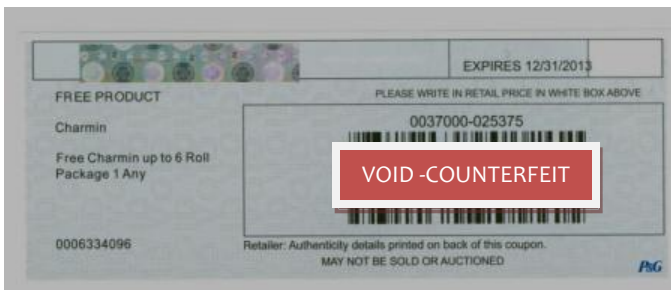 EXPIRES 12/31/2013
FREE PRODUCT
PLEASE WRITE IN RETAIL PRICE IN WHITE BOX ABOVE
Charmin
0037000-025375
Free Charmin up to 6 Roll
Package 1 Any
VOID -COUNTERFEIT
0006334096
Retailer: Authenticity details printed on back of this coupon.
MAY NOT BE SOLD OR AUCTIONED
P&G